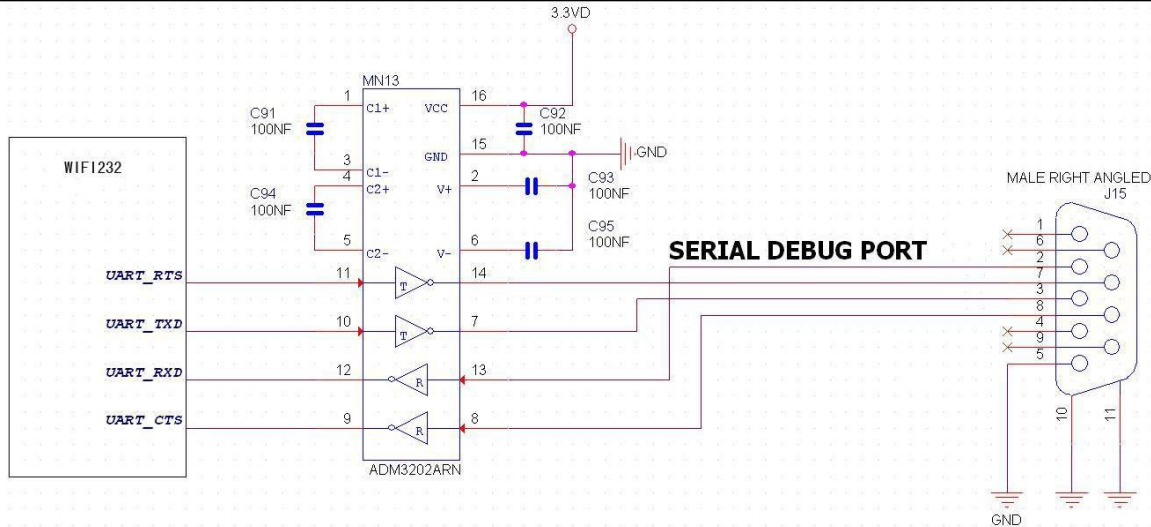 3.3VD
MN13
1 C1+ VCC 16
C91
100NF
C92
100NF
3 C1- GND 15
GND
WIFI232
4 C2+ V+ 2
C93
100NF
C94
100NF
MALE RIGHT ANGLED
J15
C95
100NF
5 C2- V- 6
SERIAL DEBUG PORT
1
6
2
7
3
8
4
9
5
UART_RTS 11 T 14
UART_TXD 10 T 7
UART_RXD 12 R 13
UART_CTS 9 R 8
10
11
ADM3202ARN
GND